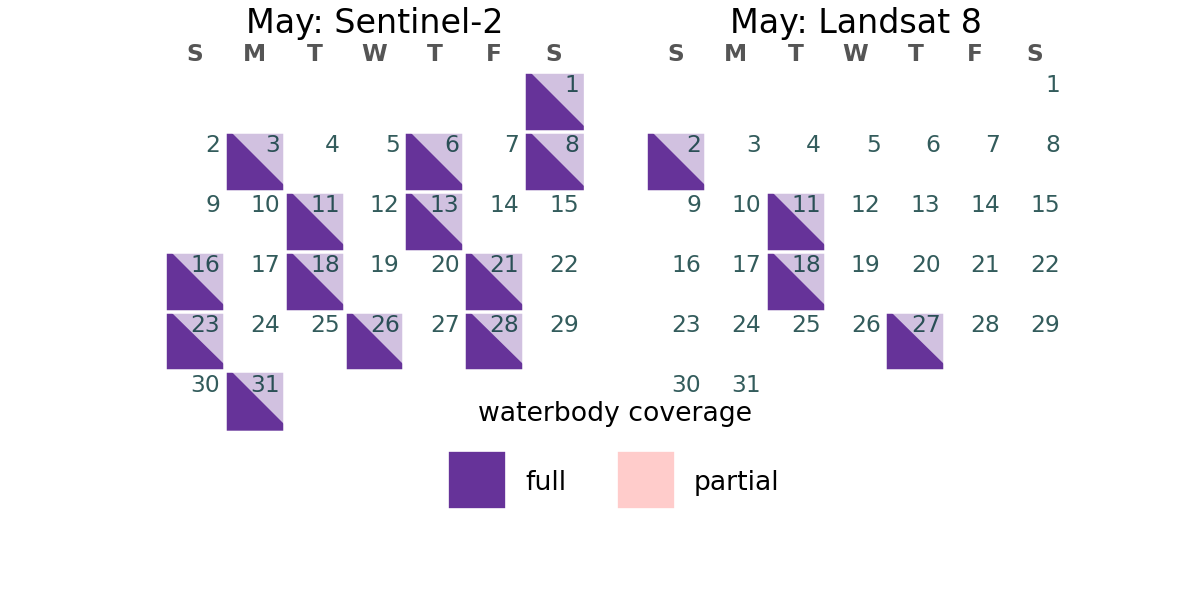 May: Sentinel-2
S M T W T F S
1
2 3 4 5 6 7 8
9 10 11 12 13 14 15
16 17 18 19 20 21 22
23 24 25 26 27 28 29
30 31
May: Landsat 8
S M T W T F S
1
2 3 4 5 6 7 8
9 10 11 12 13 14 15
16 17 18 19 20 21 22
23 24 25 26 27 28 29
30 31
waterbody coverage
full
partial